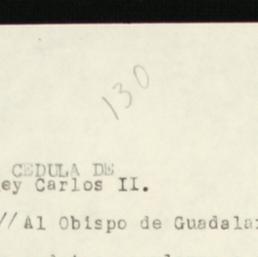 130
CEDULA DE
ey Carlos II.
//Al Obispo de Guadala